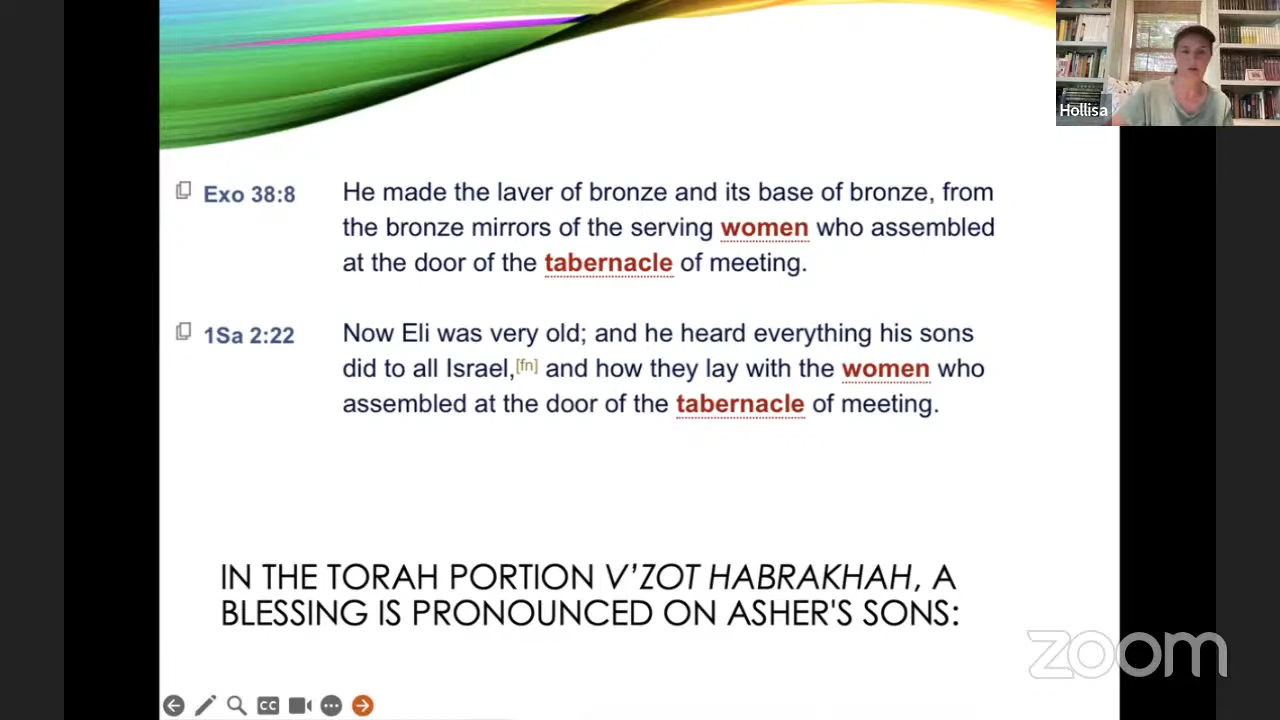 Hollisa
Exo 38:8 He made the laver of bronze and its base of bronze, from
the bronze mirrors of the serving women who assembled
at the door of the tabernacle of meeting.
1Sa 2:22 Now Eli was very old; and he heard everything his sons
did to all Israel,[fn] and how they lay with the women who
assembled at the door of the tabernacle of meeting.
IN THE TORAH PORTION V’ZOT HABRAKHAH, A
BLESSING IS PRONOUNCED ON ASHER'S SONS:
zoom
CC